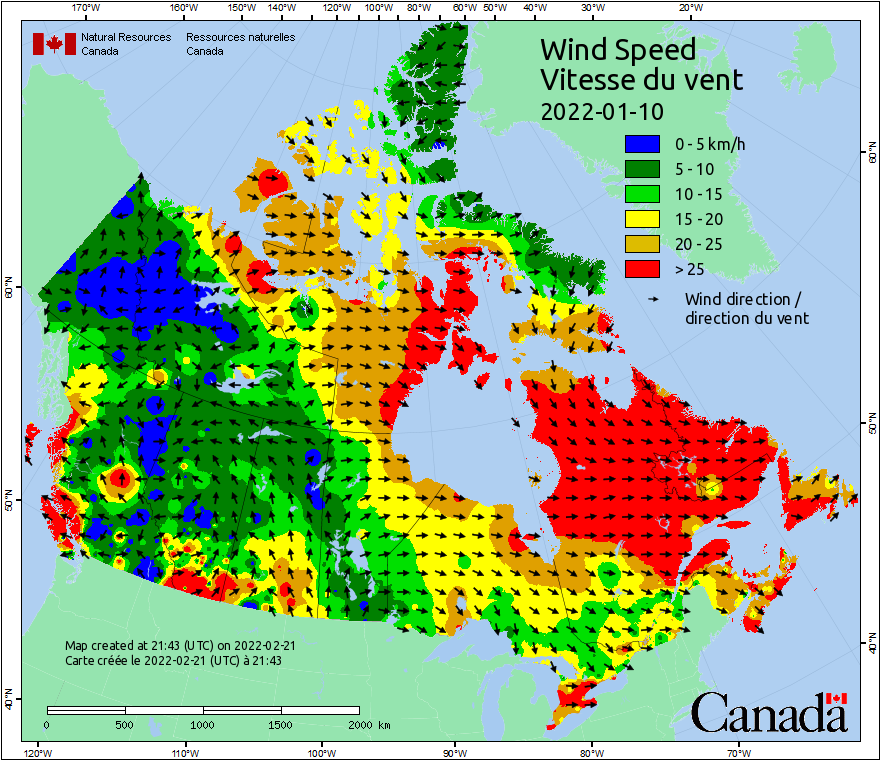 170°W 160°W 150°W 140°W 130°W 120°W 110°W 100°W 80°W 60°W 50°W 40°W 30°W 20°W
Natural Resources Ressources naturelles
Canada Canada
Wind Speed
Vitesse du vent
2022-01-10
0 - 5 km/h
5 - 10
10 - 15
15 - 20
20 - 25
> 25
Wind direction /
direction du vent
60°N
60°N
50°N
50°N
40°N
40°N
Map created at 21:43 (UTC) on 2022-02-21
Carte créée le 2022-02-21 (UTC) à 21:43
0 500 1000 1500 2000 km
Canada
120°W 110°W 100°W 90°W 80°W 70°W